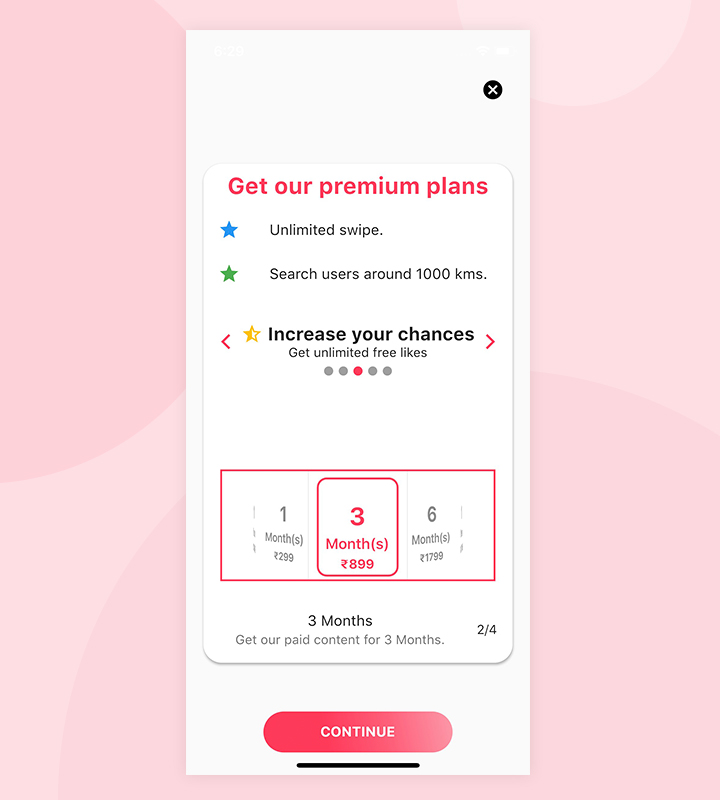 8:20
Get our premium plans
Unlimited swipe.
Search users around 1000 kms.
Increase your chances
Get unlimited free likes
1
Month(s)
₹299
3
Month(s)
₹899
6
Month(s)
₹1799
3 Months
Get our paid content for 3 Months.
2/4
CONTINUE